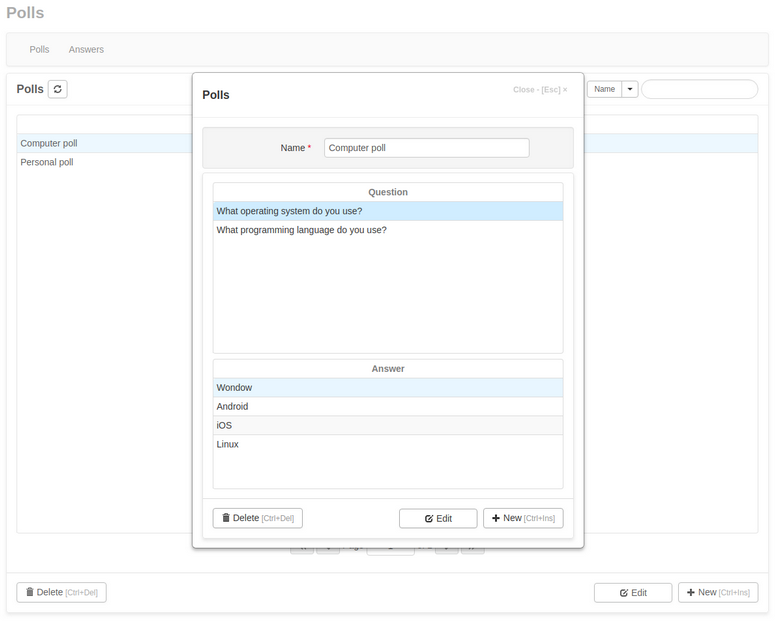 Polls
Polls Answers
Polls Name
Computer poll
Personal poll
Polls Close - [Esc] ×
Name * Computer poll
Question
What operating system do you use?
What programming language do you use?
Answer
Wondow
Android
iOS
Linux
Delete [Ctrl+Del] Edit New [Ctrl+Ins]
Delete [Ctrl+Del] Edit New [Ctrl+Ins]